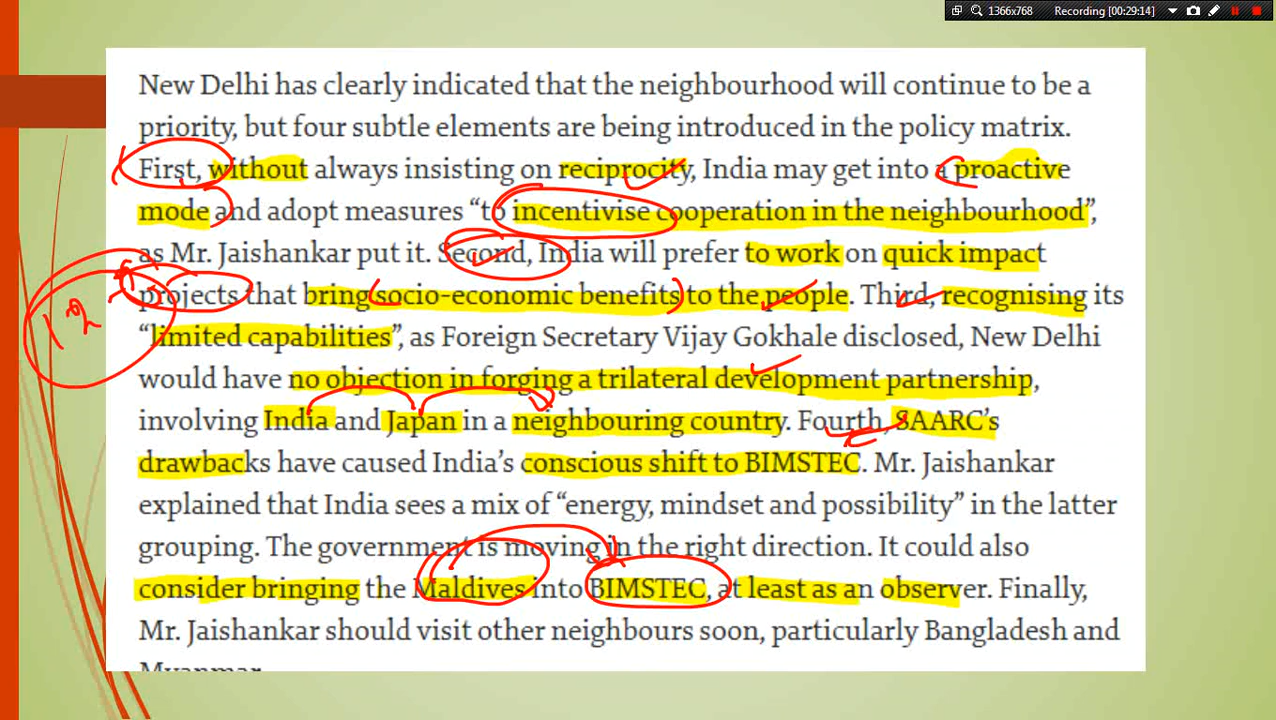 1366x768 Recording [00:29:14]
New Delhi has clearly indicated that the neighbourhood will continue to be a
priority, but four subtle elements are being introduced in the policy matrix.
First, without always insisting on reciprocity, India may get into a proactive
mode and adopt measures “to incentivise cooperation in the neighbourhood”,
as Mr. Jaishankar put it. Second, India will prefer to work on quick impact
projects that bring socio-economic benefits to the people. Third, recognising its
“limited capabilities”, as Foreign Secretary Vijay Gokhale disclosed, New Delhi
would have no objection in forging a trilateral development partnership,
involving India and Japan in a neighbouring country. Fourth, SAARC’s
drawbacks have caused India’s conscious shift to BIMSTEC. Mr. Jaishankar
explained that India sees a mix of “energy, mindset and possibility” in the latter
grouping. The government is moving in the right direction. It could also
consider bringing the Maldives into BIMSTEC, at least as an observer. Finally,
Mr. Jaishankar should visit other neighbours soon, particularly Bangladesh and
Myanmar.